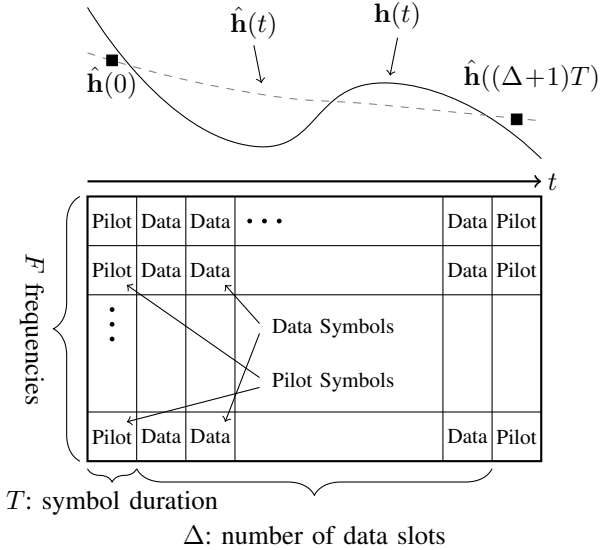 ĥ(t)
h(t)
ĥ(0)
ĥ((Δ+1)T)
t
Pilot Data Data ••• Data Pilot
Pilot Data Data Data Pilot
F frequencies
Data Symbols
Pilot Symbols
Pilot Data Data Data Pilot
T: symbol duration
Δ: number of data slots